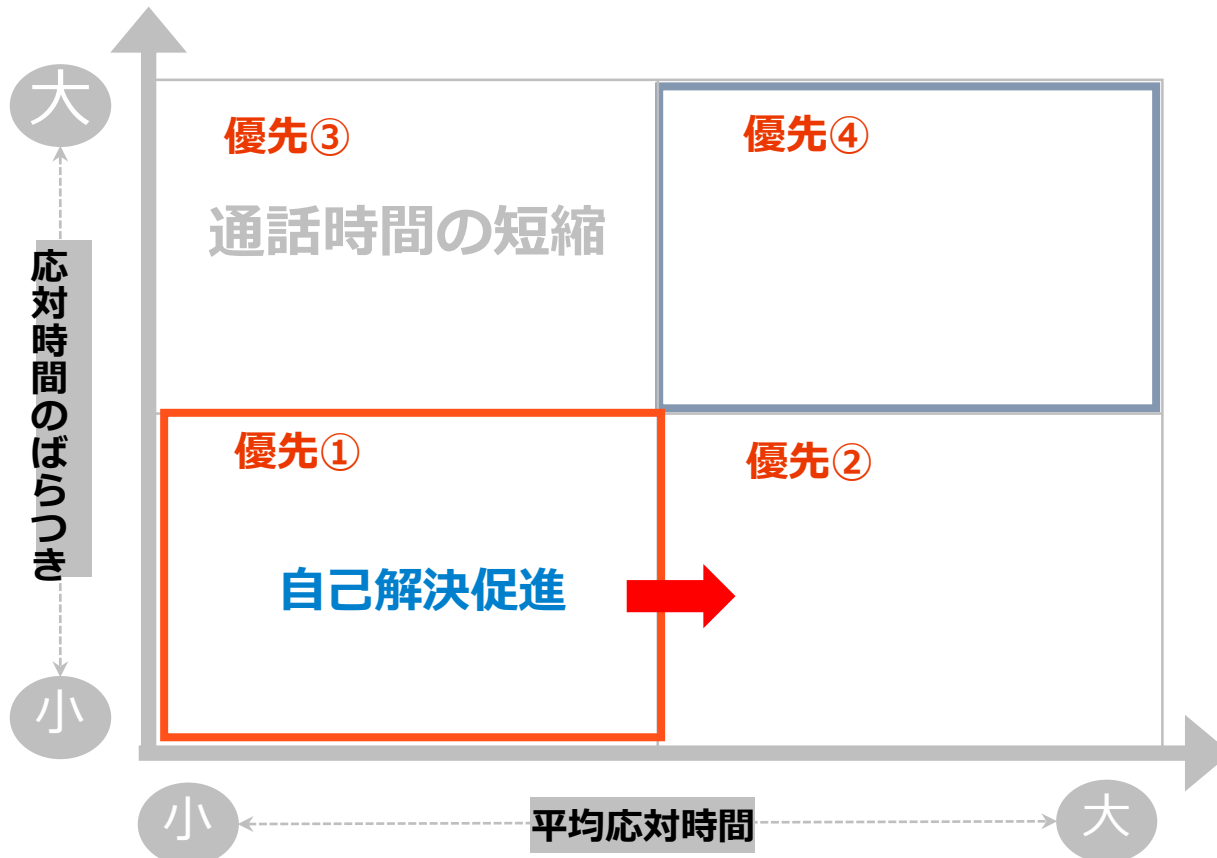 大
優先③
優先④
通話時間の短縮
応対時間のばらつき
優先①
優先②
自己解決促進
小
小
平均応対時間
大